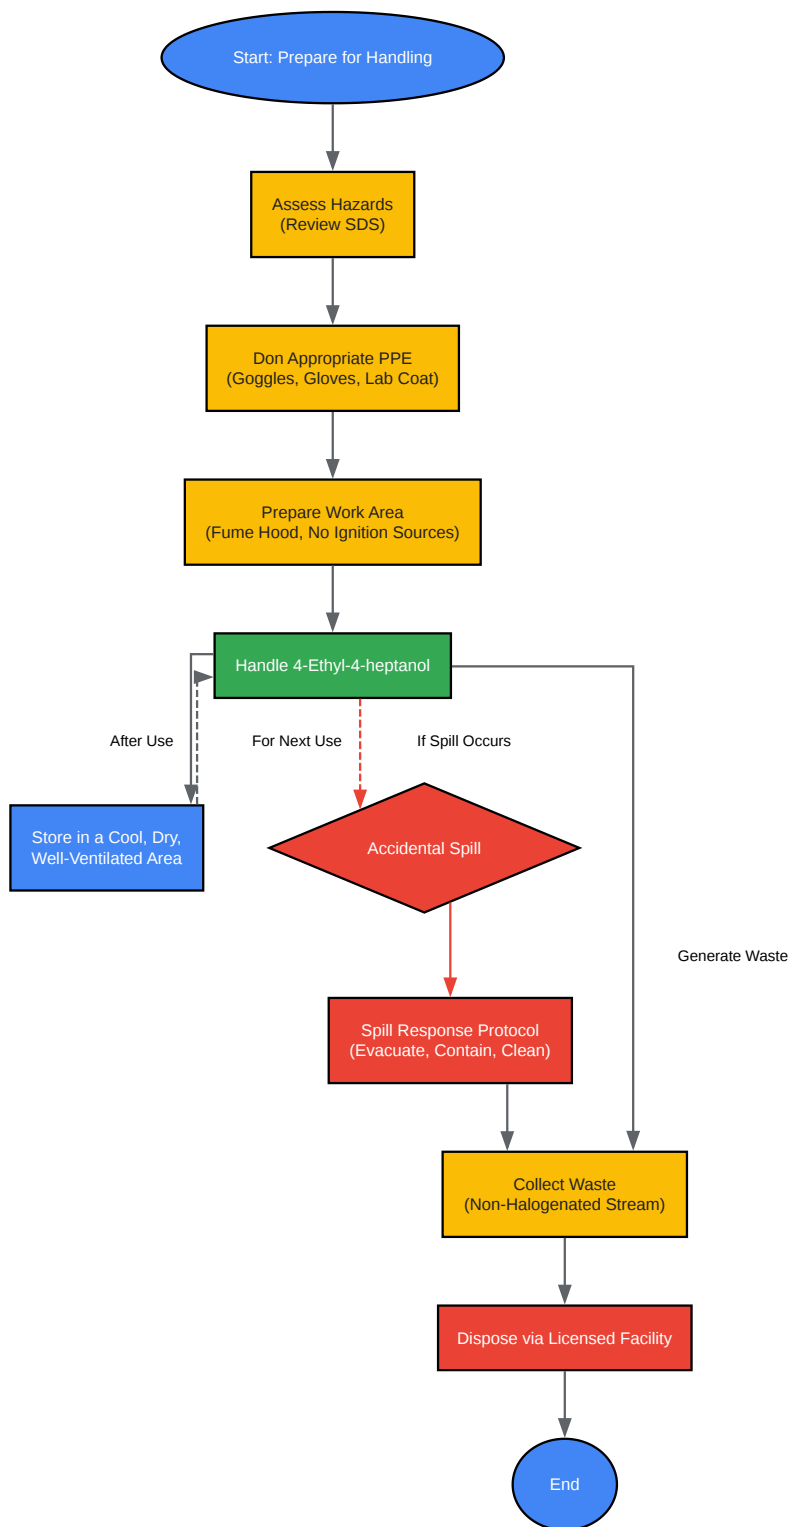 Start: Prepare for Handling
Assess Hazards
(Review SDS)
Don Appropriate PPE
(Goggles, Gloves, Lab Coat)
Prepare Work Area
(Fume Hood, No Ignition Sources)
Handle 4-Ethyl-4-heptanol
After Use
For Next Use
If Spill Occurs
Store in a Cool, Dry,
Well-Ventilated Area
Accidental Spill
Generate Waste
Spill Response Protocol
(Evacuate, Contain, Clean)
Collect Waste
(Non-Halogenated Stream)
Dispose via Licensed Facility
End